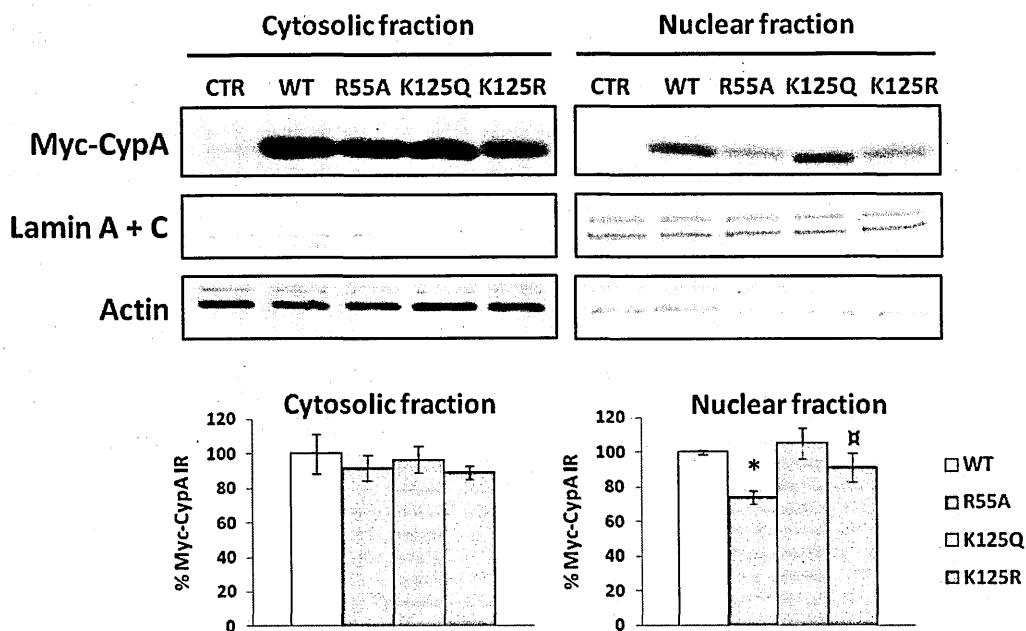 Cytosolic fraction Nuclear fraction
CTR WT R55A K125Q K125R CTR WT R55A K125Q K125R
Myc-CypA
Lamin A + C
Actin
Cytosolic fraction Nuclear fraction
% Myc-CypA IR
120
100
80
60
40
20
0
% Myc-CypA IR
120
100
80
60
40
20
0
* ¤
WT
R55A
K125Q
K125R